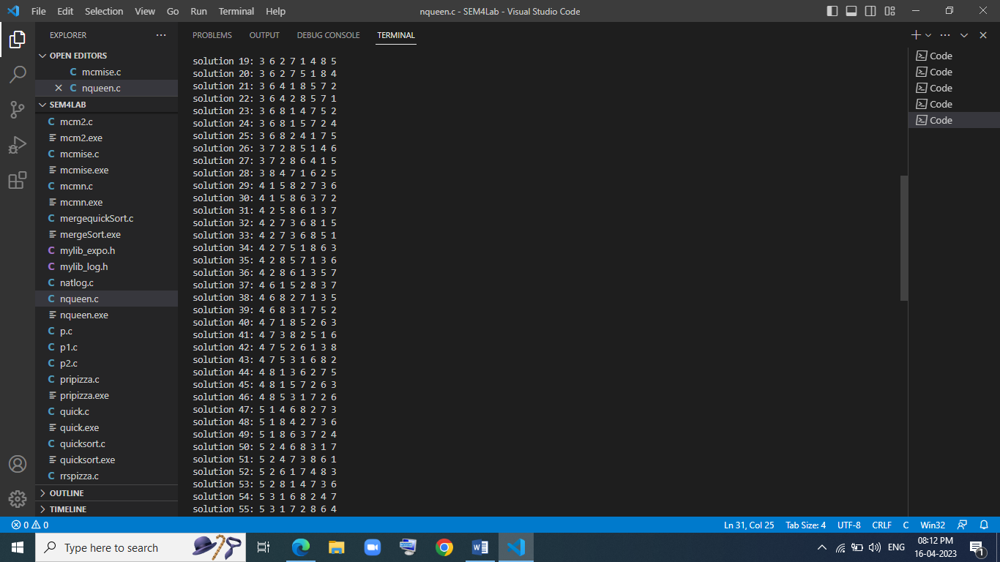 File Edit Selection View Go Run Terminal Help nqueen.c - SEM4Lab - Visual Studio Code
EXPLORER
OPEN EDITORS
mcmise.c
nqueen.c
SEM4LAB
mcm2.c
mcm2.exe
mcmise.c
mcmise.exe
mcmn.c
mcmn.exe
mergequickSort.c
mergeSort.exe
mylib_expo.h
mylib_log.h
natlog.c
nqueen.c
nqueen.exe
p.c
p1.c
p2.c
pripizza.c
pripizza.exe
quick.c
quick.exe
quicksort.c
quicksort.exe
rrspizza.c
OUTLINE
TIMELINE
PROBLEMS OUTPUT DEBUG CONSOLE TERMINAL
solution 19: 3 6 2 7 1 4 8 5
solution 20: 3 6 2 7 5 1 8 4
solution 21: 3 6 4 1 8 5 7 2
solution 22: 3 6 4 2 8 5 7 1
solution 23: 3 6 8 1 4 7 5 2
solution 24: 3 6 8 1 5 7 2 4
solution 25: 3 6 8 2 4 1 7 5
solution 26: 3 7 2 8 5 1 4 6
solution 27: 3 7 2 8 6 4 1 5
solution 28: 3 8 4 7 1 6 2 5
solution 29: 4 1 5 8 2 7 3 6
solution 30: 4 1 5 8 6 3 7 2
solution 31: 4 2 5 8 6 1 3 7
solution 32: 4 2 7 3 6 8 1 5
solution 33: 4 2 7 3 6 8 5 1
solution 34: 4 2 7 5 1 8 6 3
solution 35: 4 2 8 5 7 1 3 6
solution 36: 4 2 8 6 1 3 5 7
solution 37: 4 6 1 5 2 8 3 7
solution 38: 4 6 8 2 7 1 3 5
solution 39: 4 6 8 3 1 7 5 2
solution 40: 4 7 1 8 5 2 6 3
solution 41: 4 7 3 8 2 5 1 6
solution 42: 4 7 5 2 6 1 3 8
solution 43: 4 7 5 3 1 6 8 2
solution 44: 4 8 1 3 6 2 7 5
solution 45: 4 8 1 5 7 2 6 3
solution 46: 4 8 5 3 1 7 2 6
solution 47: 5 1 4 6 8 2 7 3
solution 48: 5 1 8 4 2 7 3 6
solution 49: 5 1 8 6 3 7 2 4
solution 50: 5 2 4 6 8 3 1 7
solution 51: 5 2 4 7 3 8 6 1
solution 52: 5 2 6 1 7 4 8 3
solution 53: 5 2 8 1 4 7 3 6
solution 54: 5 3 1 6 8 2 4 7
solution 55: 5 3 1 7 2 8 6 4
Code
Code
Code
Code
Code
0 0 Ln 31, Col 25 Tab Size: 4 UTF-8 CRLF C Win32
Type here to search
ENG
08:12 PM
16-04-2023
1